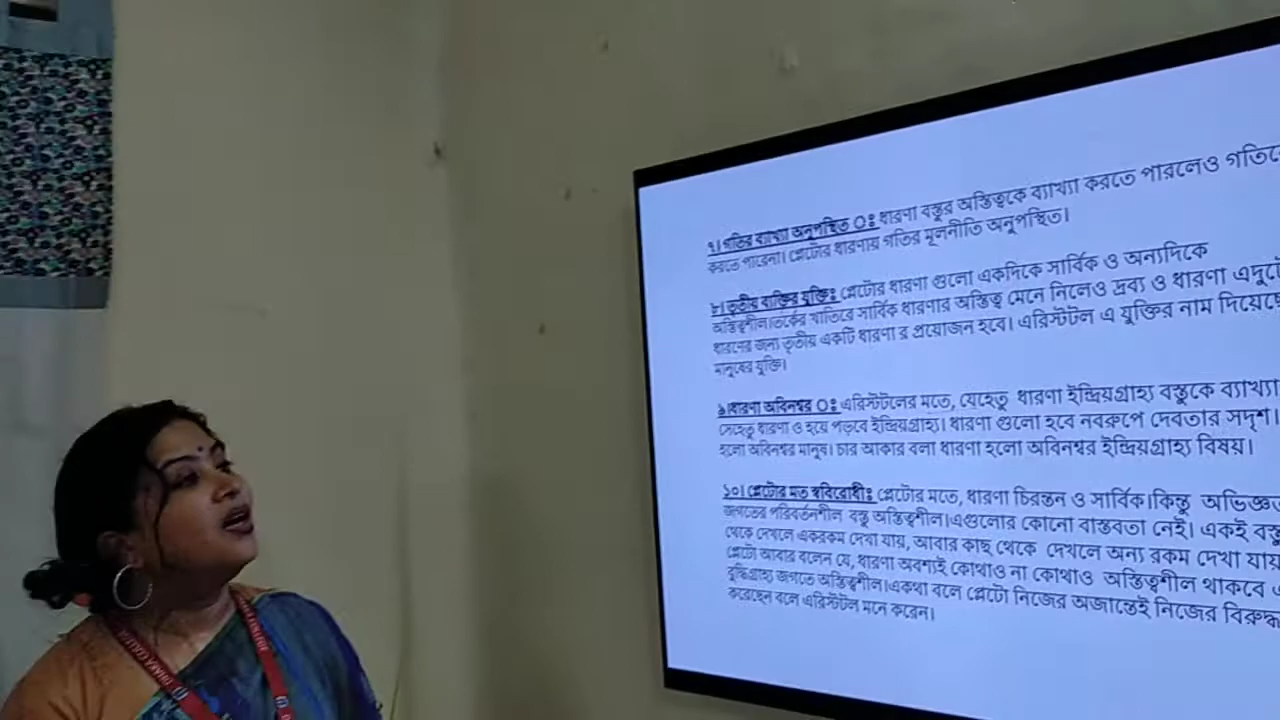 ৭। গতির ব্যাখ্যা অনুপস্থিত ঃ ধারণা বস্তুর অস্তিত্বকে ব্যাখ্যা করতে পারলেও গতিকে
করতে পারেনা। প্লেটোর ধারণায় গতির মূলনীতি অনুপস্থিত।
৮। তৃতীয় ব্যক্তির যুক্তিঃ প্লেটোর ধারণা গুলো একদিকে সার্বিক ও অন্যদিকে
অস্তিত্বশীল।তর্কের খাতিরে সার্বিক ধারণার অস্তিত্ব মেনে নিলেও দ্রব্য ও ধারণা এদুটো
ধারণের জন্য তৃতীয় একটি ধারণা র প্রয়োজন হবে। এরিস্টটল এ যুক্তির নাম দিয়েছে
মানুষের যুক্তি।
৯।ধারণা অবিনশ্বর ঃ এরিস্টটলের মতে, যেহেতু ধারণা ইন্দ্রিয়গ্রাহ্য বস্তুকে ব্যাখ্যা
সেহেতু ধারণা ও হয়ে পড়বে ইন্দ্রিয়গ্রাহ্য। ধারণা গুলো হবে নবরুপে দেবতার সদৃশ।
হলো অবিনশ্বর মানুষ। চার আকার বলা ধারণা হলো অবিনশ্বর ইন্দ্রিয়গ্রাহ্য বিষয়।
১০। প্লেটোর মত স্ববিরোধীঃ প্লেটোর মতে, ধারণা চিরন্তন ও সার্বিক।কিন্তু অভিজ্ঞত
জগতের পরিবর্তনশীল বস্তু অস্তিত্বশীল।এগুলোর কোনো বাস্তবতা নেই। একই বস্তু
থেকে দেখলে একরকম দেখা যায়, আবার কাছ থেকে দেখলে অন্য রকম দেখা যায়
প্লেটো আবার বলেন যে, ধারণা অবশ্যই কোথাও না কোথাও অস্তিত্বশীল থাকবে এ
বুদ্ধিগ্রাহ্য জগতে অস্তিত্বশীল।একথা বলে প্লেটো নিজের অজান্তেই নিজের বিরুদ্ধ
করেছেন বলে এরিস্টটল মনে করেন।
DHAKA COLLEGE